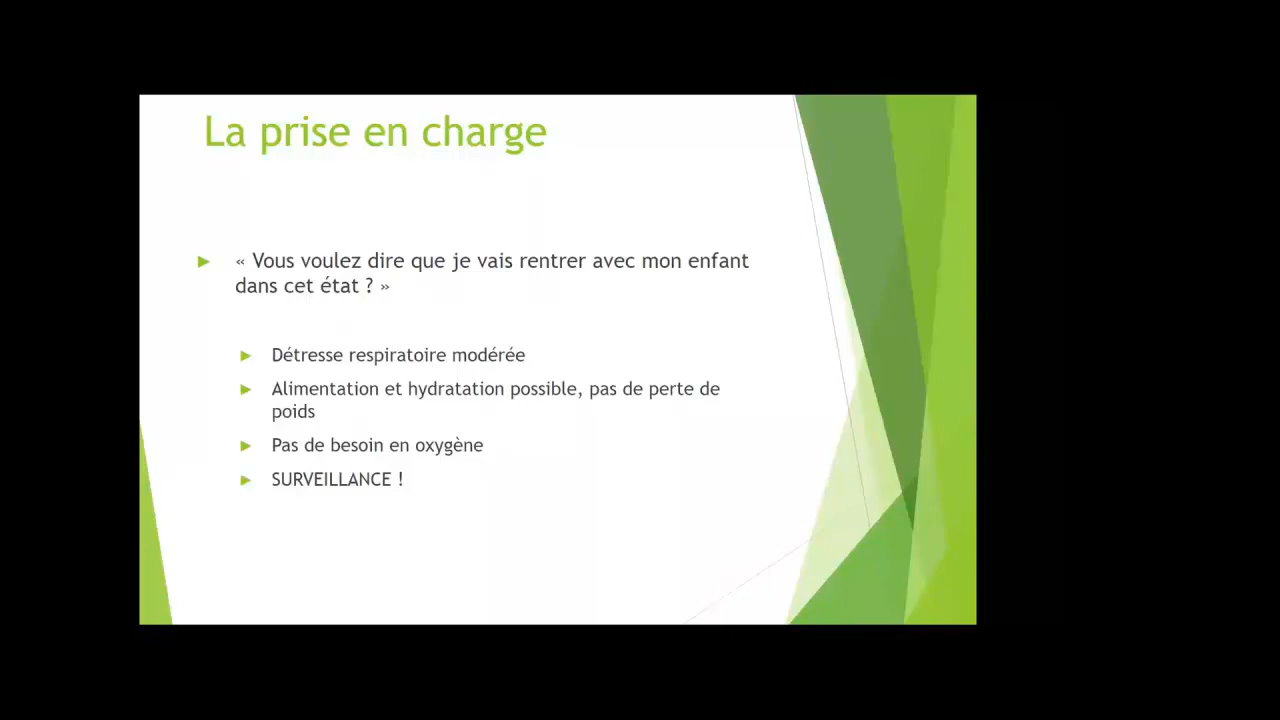 La prise en charge
« Vous voulez dire que je vais rentrer avec mon enfant
dans cet état ? »
Détresse respiratoire modérée
Alimentation et hydratation possible, pas de perte de
poids
Pas de besoin en oxygène
SURVEILLANCE !